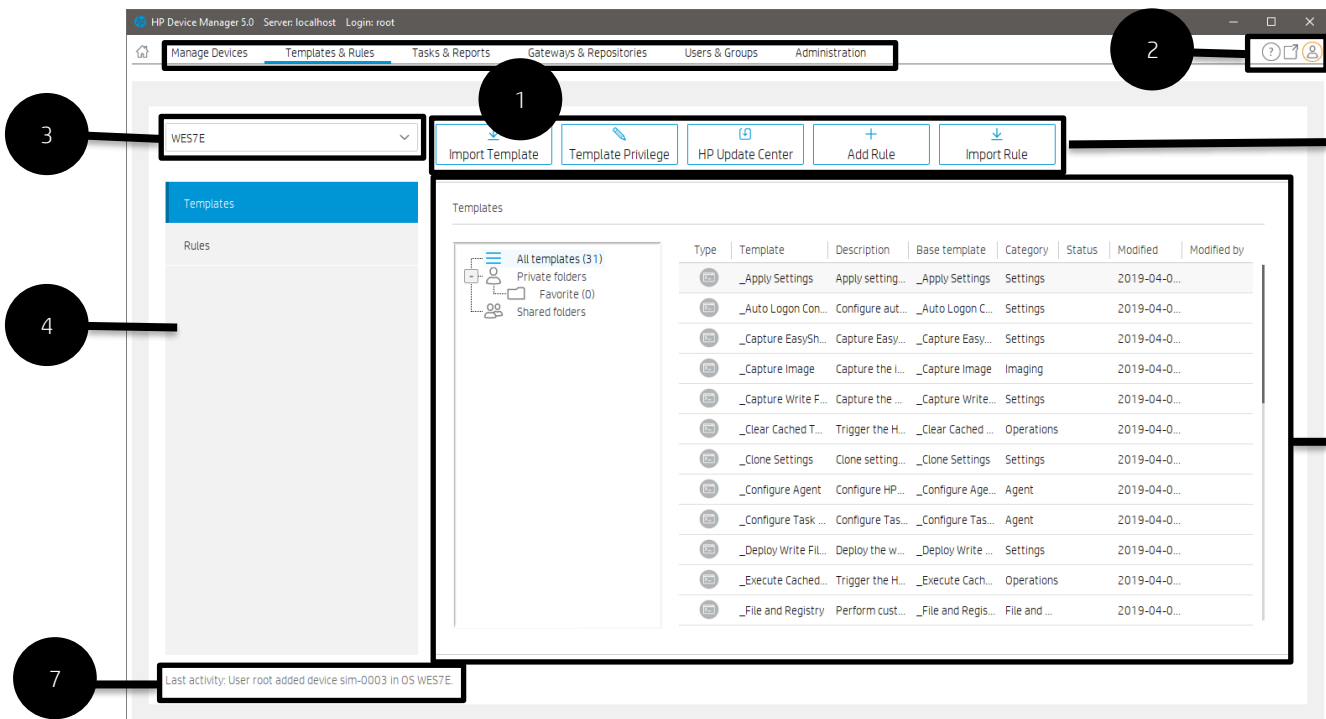 HP Device Manager 5.0 Server: localhost Login: root
Manage Devices Templates & Rules Tasks & Reports Gateways & Repositories Users & Groups Administration
2
1
3
WES7E
Import Template Template Privilege HP Update Center Add Rule Import Rule
Templates
Rules
4
Templates
All templates (31)
Private folders
Favorite (0)
Shared folders
Type Template Description Base template Category Status Modified Modified by
_Apply Settings Apply setting... _Apply Settings Settings 2019-04-0...
_Auto Logon Con... Configure aut... _Auto Logon C... Settings 2019-04-0...
_Capture EasySh... Capture Easy... _Capture Easy... Settings 2019-04-0...
_Capture Image Capture the i... _Capture Image Imaging 2019-04-0...
_Capture Write F... Capture the ... _Capture Write... Settings 2019-04-0...
_Clear Cached T... Trigger the H... _Clear Cached ... Operations 2019-04-0...
_Clone Settings Clone setting... _Clone Settings Settings 2019-04-0...
_Configure Agent Configure HP... _Configure Age... Agent 2019-04-0...
_Configure Task ... Configure Tas... _Configure Tas... Agent 2019-04-0...
_Deploy Write Fil... Deploy the w... _Deploy Write ... Settings 2019-04-0...
_Execute Cached... Trigger the H... _Execute Cach... Operations 2019-04-0...
_File and Registry Perform cust... _File and Regis... File and ... 2019-04-0...
7
Last activity: User root added device sim-0003 in OS WES7E.